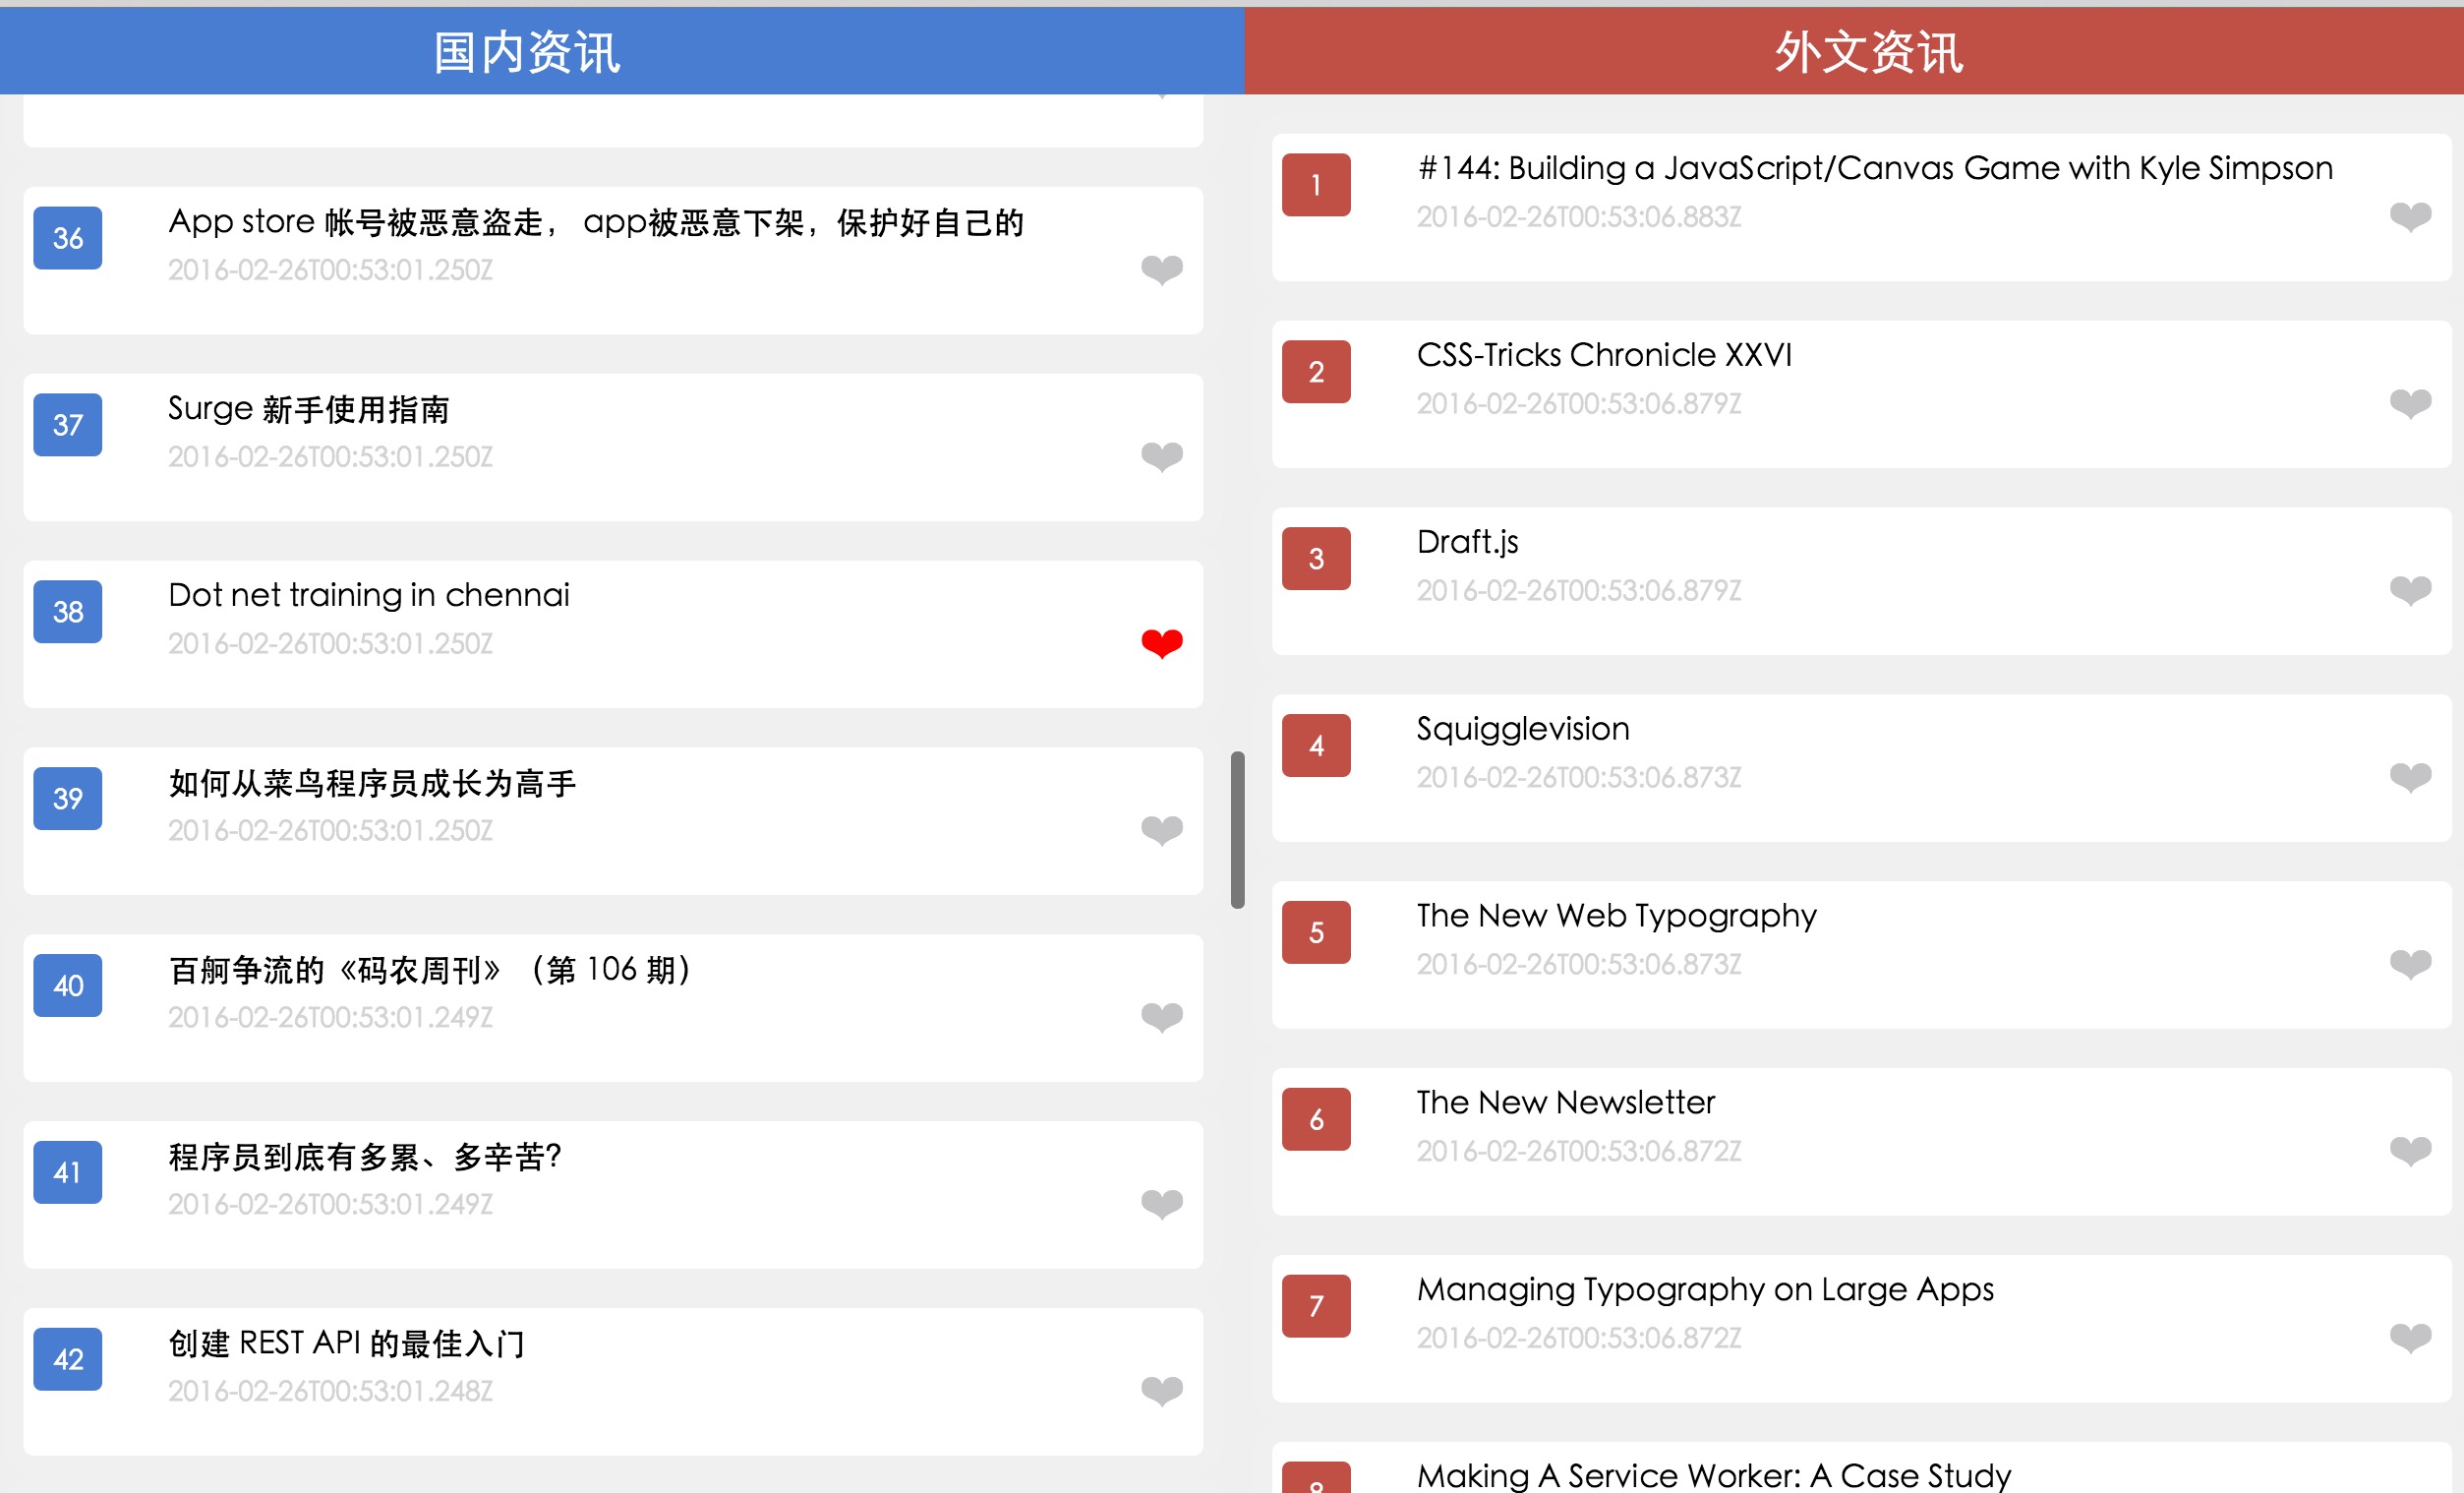 国内资讯
36
App store 帐号被恶意盗走， app被恶意下架，保护好自己的
2016-02-26T00:53:01.250Z
37
Surge 新手使用指南
2016-02-26T00:53:01.250Z
38
Dot net training in chennai
2016-02-26T00:53:01.250Z
39
如何从菜鸟程序员成长为高手
2016-02-26T00:53:01.250Z
40
百舸争流的《码农周刊》（第 106 期）
2016-02-26T00:53:01.249Z
41
程序员到底有多累、多辛苦？
2016-02-26T00:53:01.249Z
42
创建 REST API 的最佳入门
2016-02-26T00:53:01.248Z
外文资讯
1
#144: Building a JavaScript/Canvas Game with Kyle Simpson
2016-02-26T00:53:06.883Z
2
CSS-Tricks Chronicle XXVI
2016-02-26T00:53:06.879Z
3
Draft.js
2016-02-26T00:53:06.879Z
4
Squigglevision
2016-02-26T00:53:06.873Z
5
The New Web Typography
2016-02-26T00:53:06.873Z
6
The New Newsletter
2016-02-26T00:53:06.872Z
7
Managing Typography on Large Apps
2016-02-26T00:53:06.872Z
8
Making A Service Worker: A Case Study